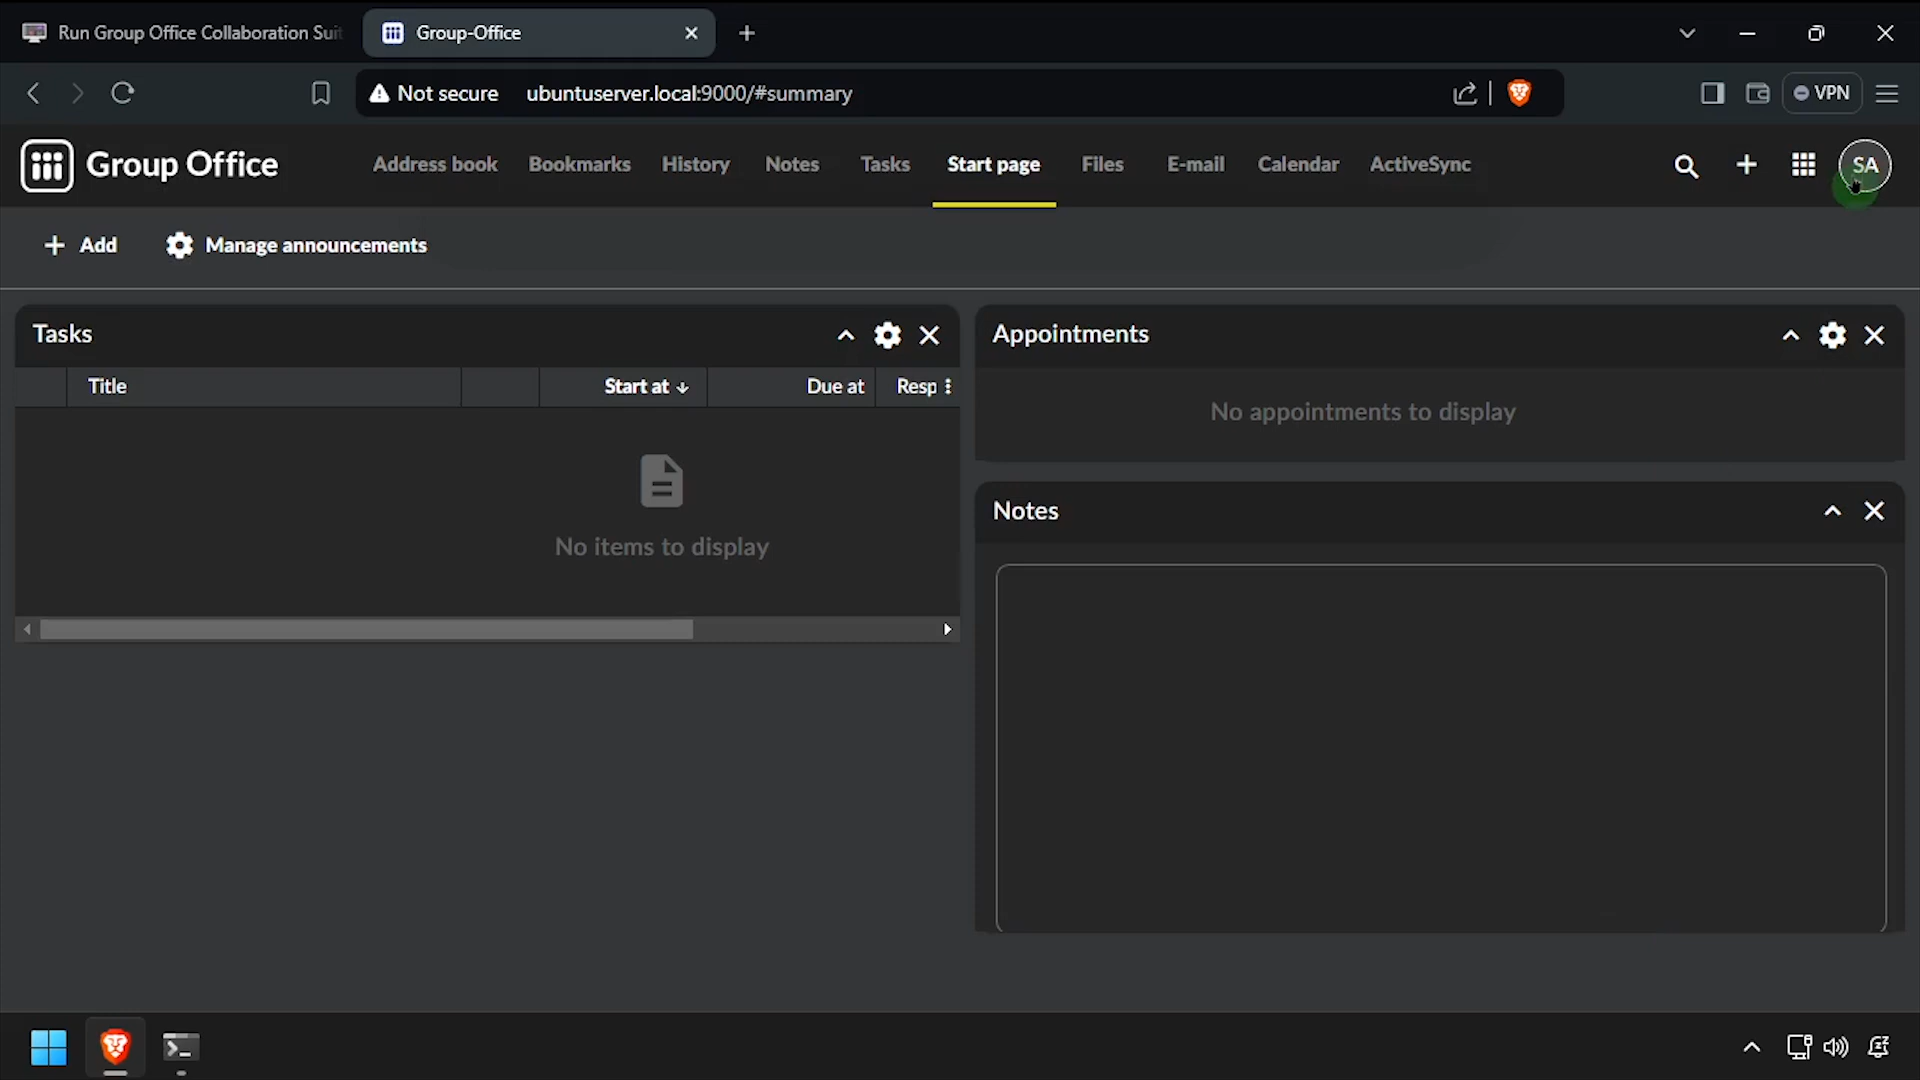 Run Group Office Collaboration Suit
Group-Office
Not secure ubuntuserver.local:9000/#summary
VPN
Group Office
Address book Bookmarks History Notes Tasks Start page Files E-mail Calendar ActiveSync
SA
Add Manage announcements
Tasks
Title Start at Due at Resp
No items to display
Appointments
No appointments to display
Notes